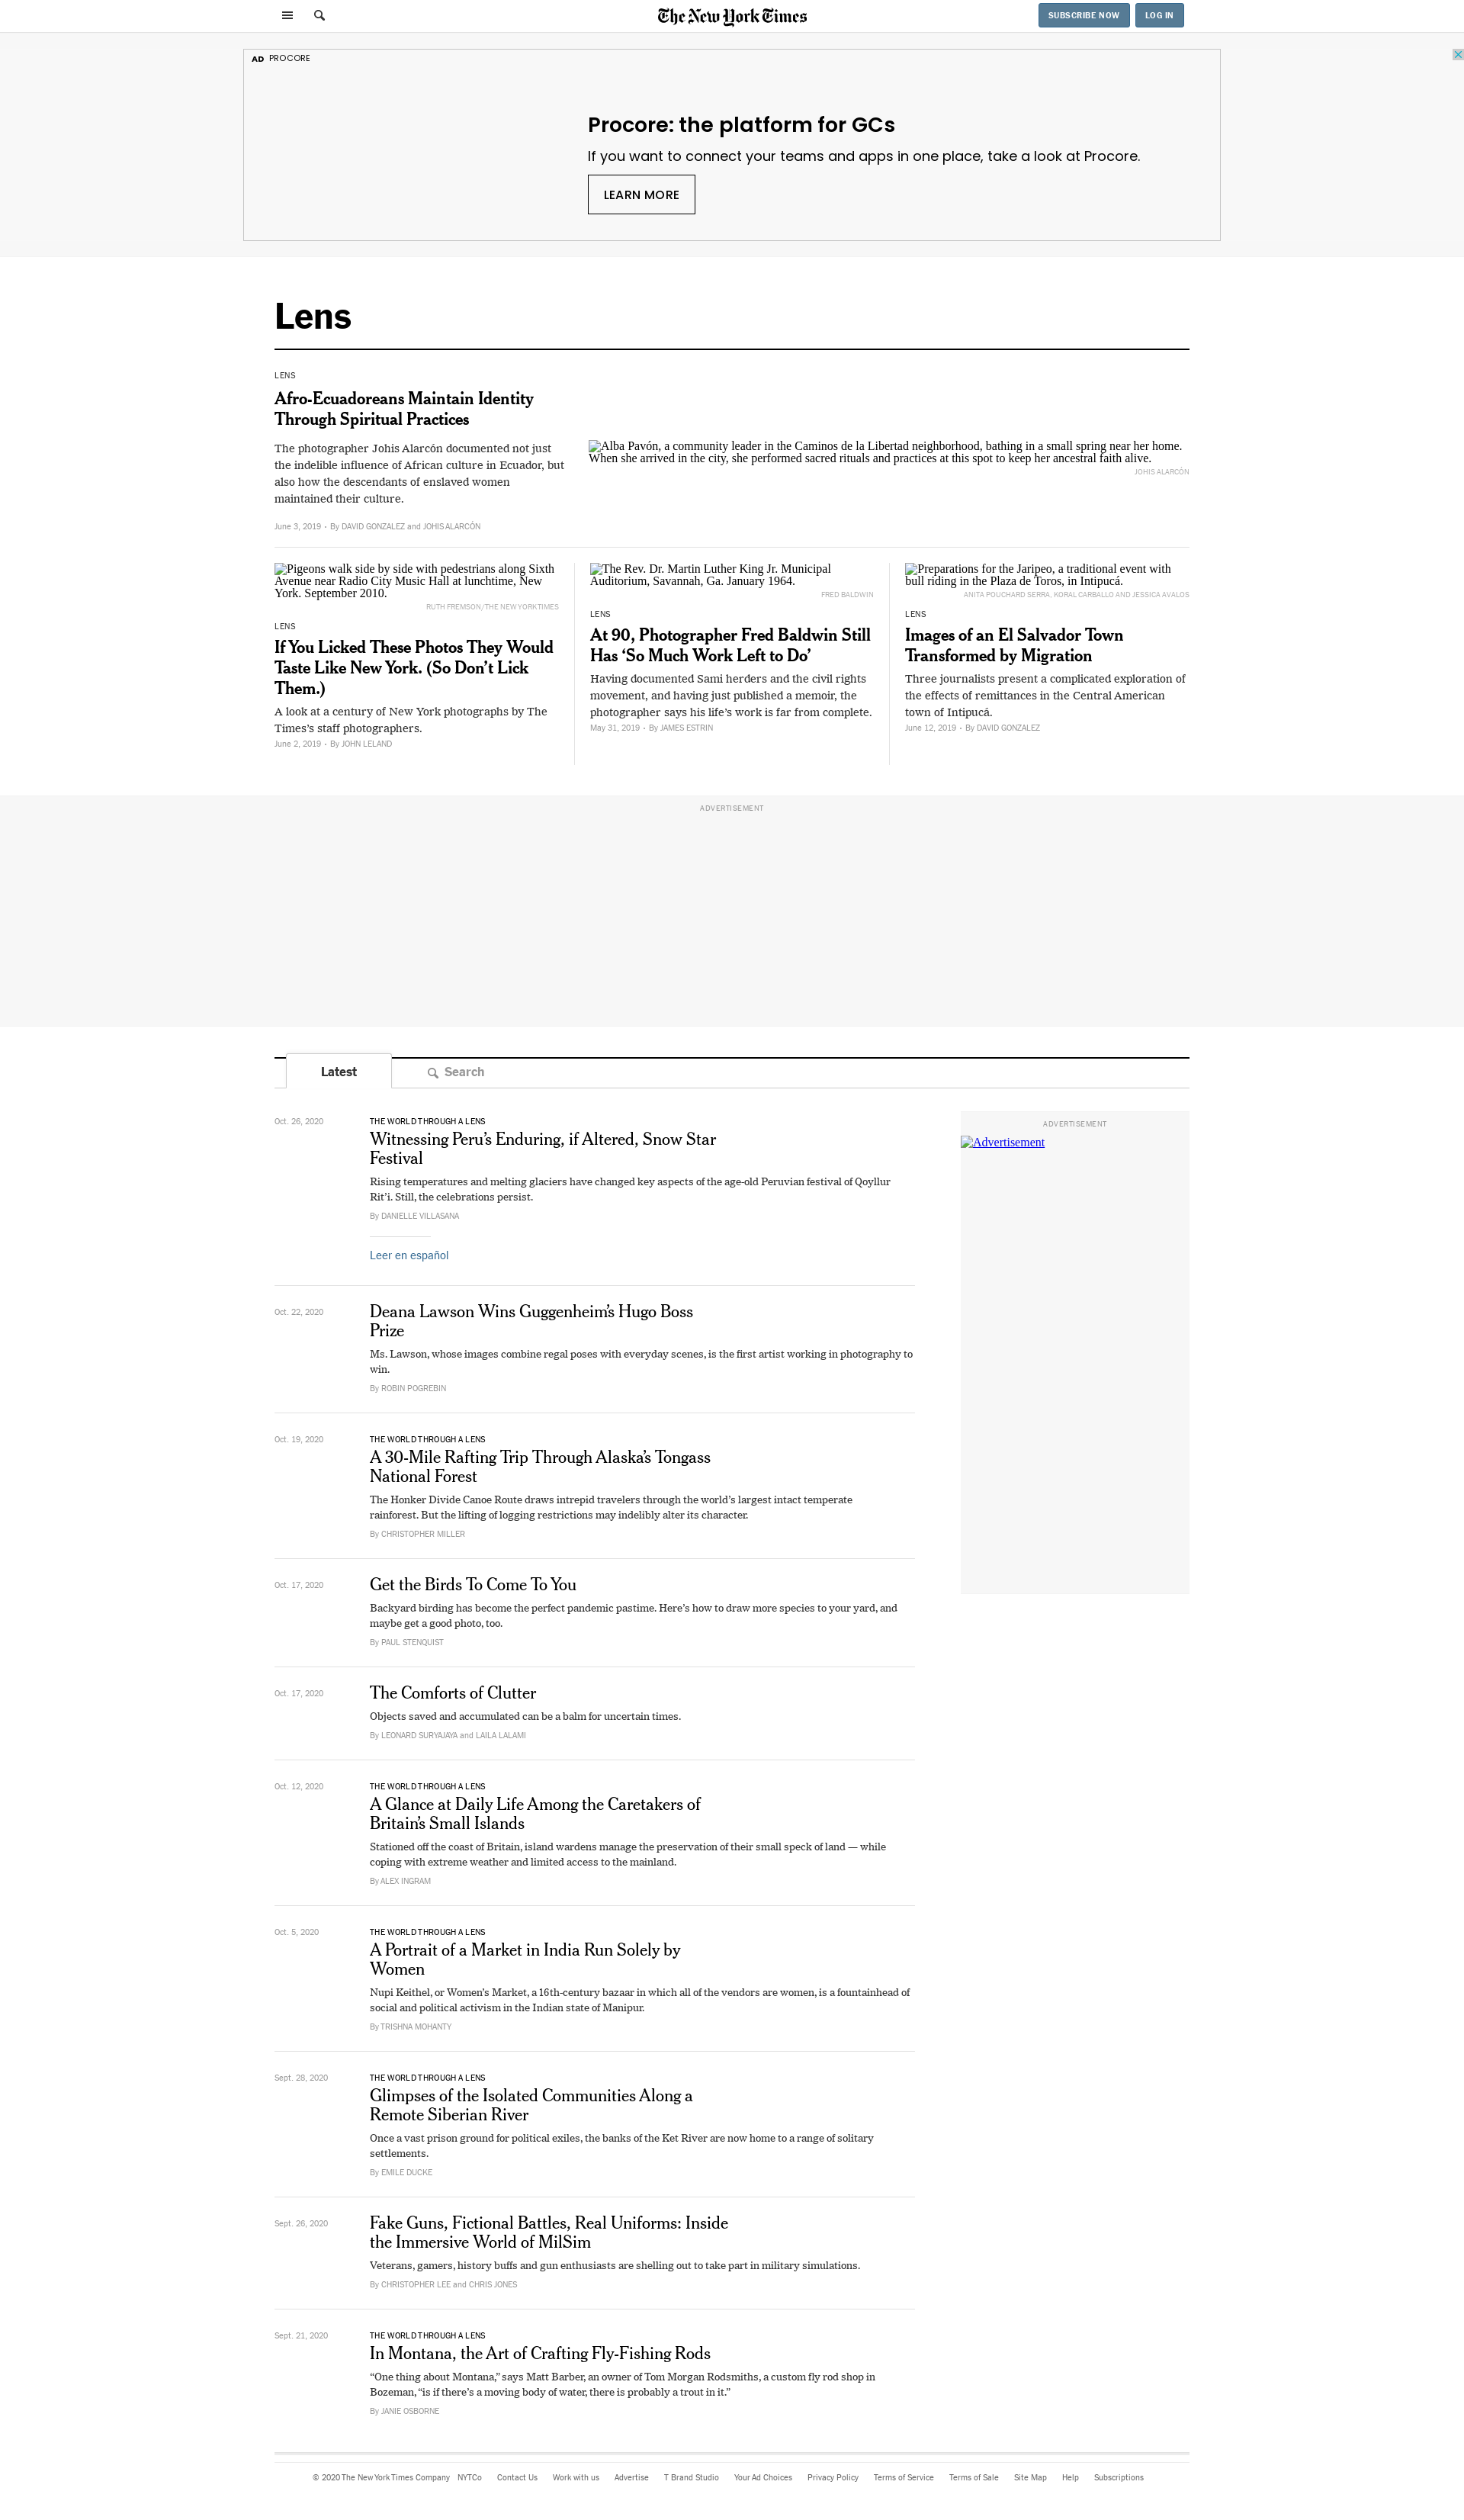 The New York Times
SUBSCRIBE NOW
LOG IN
AD PROCORE
Procore: the platform for GCs
If you want to connect your teams and apps in one place, take a look at Procore.
LEARN MORE
Lens
LENS
Afro-Ecuadoreans Maintain Identity
Through Spiritual Practices
The photographer Johis Alarcón documented not just
the indelible influence of African culture in Ecuador, but
also how the descendants of enslaved women
maintained their culture.
June 3, 2019 • By DAVID GONZALEZ and JOHIS ALARCÓN
Alba Pavón, a community leader in the Caminos de la Libertad neighborhood, bathing in a small spring near her home.
When she arrived in the city, she performed sacred rituals and practices at this spot to keep her ancestral faith alive.
JOHIS ALARCÓN
Pigeons walk side by side with pedestrians along Sixth
Avenue near Radio City Music Hall at lunchtime, New
York. September 2010.
RUTH FREMSON/THE NEW YORK TIMES
LENS
If You Licked These Photos They Would
Taste Like New York. (So Don’t Lick
Them.)
A look at a century of New York photographs by The
Times’s staff photographers.
June 2, 2019 • By JOHN LELAND
The Rev. Dr. Martin Luther King Jr. Municipal
Auditorium, Savannah, Ga. January 1964.
FRED BALDWIN
LENS
At 90, Photographer Fred Baldwin Still
Has ‘So Much Work Left to Do’
Having documented Sami herders and the civil rights
movement, and having just published a memoir, the
photographer says his life’s work is far from complete.
May 31, 2019 • By JAMES ESTRIN
Preparations for the Jaripeo, a traditional event with
bull riding in the Plaza de Toros, in Intipucá.
ANITA POUCHARD SERRA, KORAL CARBALLO AND JESSICA AVALOS
LENS
Images of an El Salvador Town
Transformed by Migration
Three journalists present a complicated exploration of
the effects of remittances in the Central American
town of Intipucá.
June 12, 2019 • By DAVID GONZALEZ
ADVERTISEMENT
Latest
Search
Oct. 26, 2020
THE WORLD THROUGH A LENS
Witnessing Peru’s Enduring, if Altered, Snow Star
Festival
Rising temperatures and melting glaciers have changed key aspects of the age-old Peruvian festival of Qoyllur
Rit’i. Still, the celebrations persist.
By DANIELLE VILLASANA
Leer en español
ADVERTISEMENT
Advertisement
Oct. 22, 2020
Deana Lawson Wins Guggenheim’s Hugo Boss
Prize
Ms. Lawson, whose images combine regal poses with everyday scenes, is the first artist working in photography to
win.
By ROBIN POGREBIN
Oct. 19, 2020
THE WORLD THROUGH A LENS
A 30-Mile Rafting Trip Through Alaska’s Tongass
National Forest
The Honker Divide Canoe Route draws intrepid travelers through the world’s largest intact temperate
rainforest. But the lifting of logging restrictions may indelibly alter its character.
By CHRISTOPHER MILLER
Oct. 17, 2020
Get the Birds To Come To You
Backyard birding has become the perfect pandemic pastime. Here’s how to draw more species to your yard, and
maybe get a good photo, too.
By PAUL STENQUIST
Oct. 17, 2020
The Comforts of Clutter
Objects saved and accumulated can be a balm for uncertain times.
By LEONARD SURYAJAYA and LAILA LALAMI
Oct. 12, 2020
THE WORLD THROUGH A LENS
A Glance at Daily Life Among the Caretakers of
Britain’s Small Islands
Stationed off the coast of Britain, island wardens manage the preservation of their small speck of land — while
coping with extreme weather and limited access to the mainland.
By ALEX INGRAM
Oct. 5, 2020
THE WORLD THROUGH A LENS
A Portrait of a Market in India Run Solely by
Women
Nupi Keithel, or Women’s Market, a 16th-century bazaar in which all of the vendors are women, is a fountainhead of
social and political activism in the Indian state of Manipur.
By TRISHNA MOHANTY
Sept. 28, 2020
THE WORLD THROUGH A LENS
Glimpses of the Isolated Communities Along a
Remote Siberian River
Once a vast prison ground for political exiles, the banks of the Ket River are now home to a range of solitary
settlements.
By EMILE DUCKE
Sept. 26, 2020
Fake Guns, Fictional Battles, Real Uniforms: Inside
the Immersive World of MilSim
Veterans, gamers, history buffs and gun enthusiasts are shelling out to take part in military simulations.
By CHRISTOPHER LEE and CHRIS JONES
Sept. 21, 2020
THE WORLD THROUGH A LENS
In Montana, the Art of Crafting Fly-Fishing Rods
“One thing about Montana,” says Matt Barber, an owner of Tom Morgan Rodsmiths, a custom fly rod shop in
Bozeman, “is if there’s a moving body of water, there is probably a trout in it.”
By JANIE OSBORNE
© 2020 The New York Times Company NYTCo Contact Us Work with us Advertise T Brand Studio Your Ad Choices Privacy Policy Terms of Service Terms of Sale Site Map Help Subscriptions